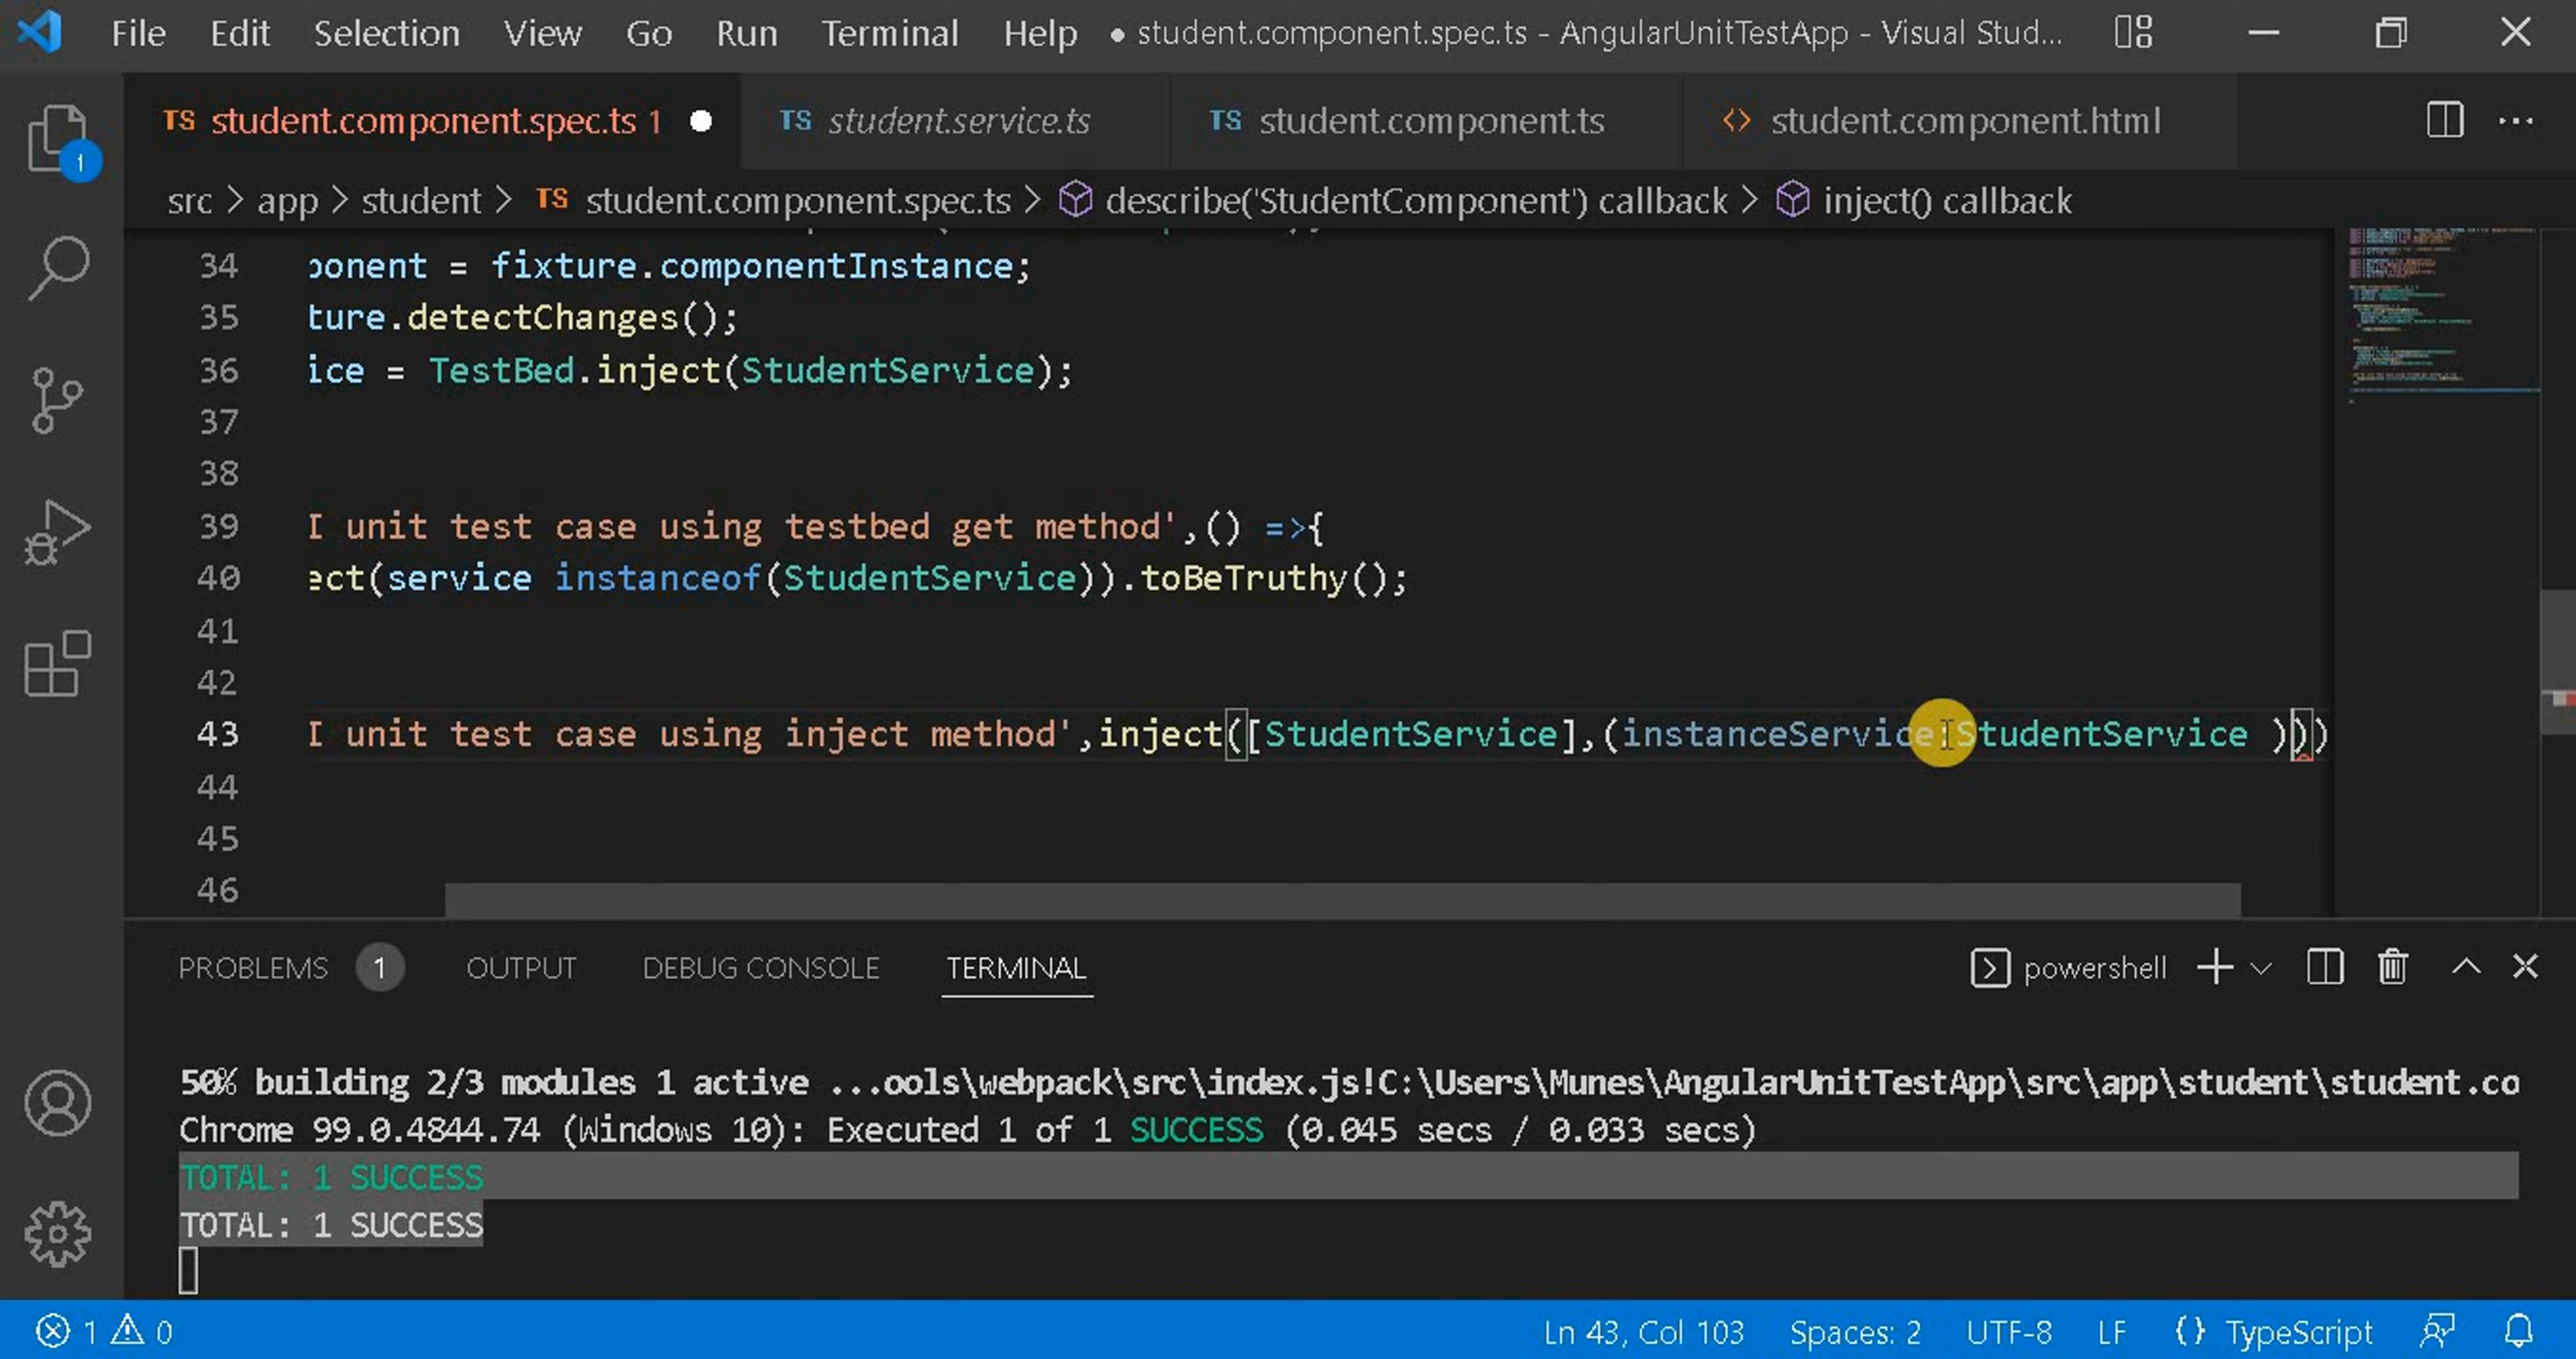 File Edit Selection View Go Run Terminal Help ● student.component.spec.ts - AngularUnitTestApp - Visual Stud...
TS student.component.spec.ts 1 TS student.service.ts TS student.component.ts <> student.component.html ...
1
src > app > student > TS student.component.spec.ts > describe('StudentComponent') callback > inject() callback
34 ponent = fixture.componentInstance;
35 ture.detectChanges();
36 ice = TestBed.inject(StudentService);
37
38
39 I unit test case using testbed get method',() =>{
40 ect(service instanceof(StudentService)).toBeTruthy();
41
42
43 I unit test case using inject method',inject([StudentService],(instanceService:StudentService )))
44
45
46
PROBLEMS 1 OUTPUT DEBUG CONSOLE TERMINAL powershell
50% building 2/3 modules 1 active ...ools\webpack\src\index.js!C:\Users\Munes\AngularUnitTestApp\src\app\student\student.co
Chrome 99.0.4844.74 (Windows 10): Executed 1 of 1 SUCCESS (0.045 secs / 0.033 secs)
TOTAL: 1 SUCCESS
TOTAL: 1 SUCCESS
1 0 Ln 43, Col 103 Spaces: 2 UTF-8 LF {} TypeScript